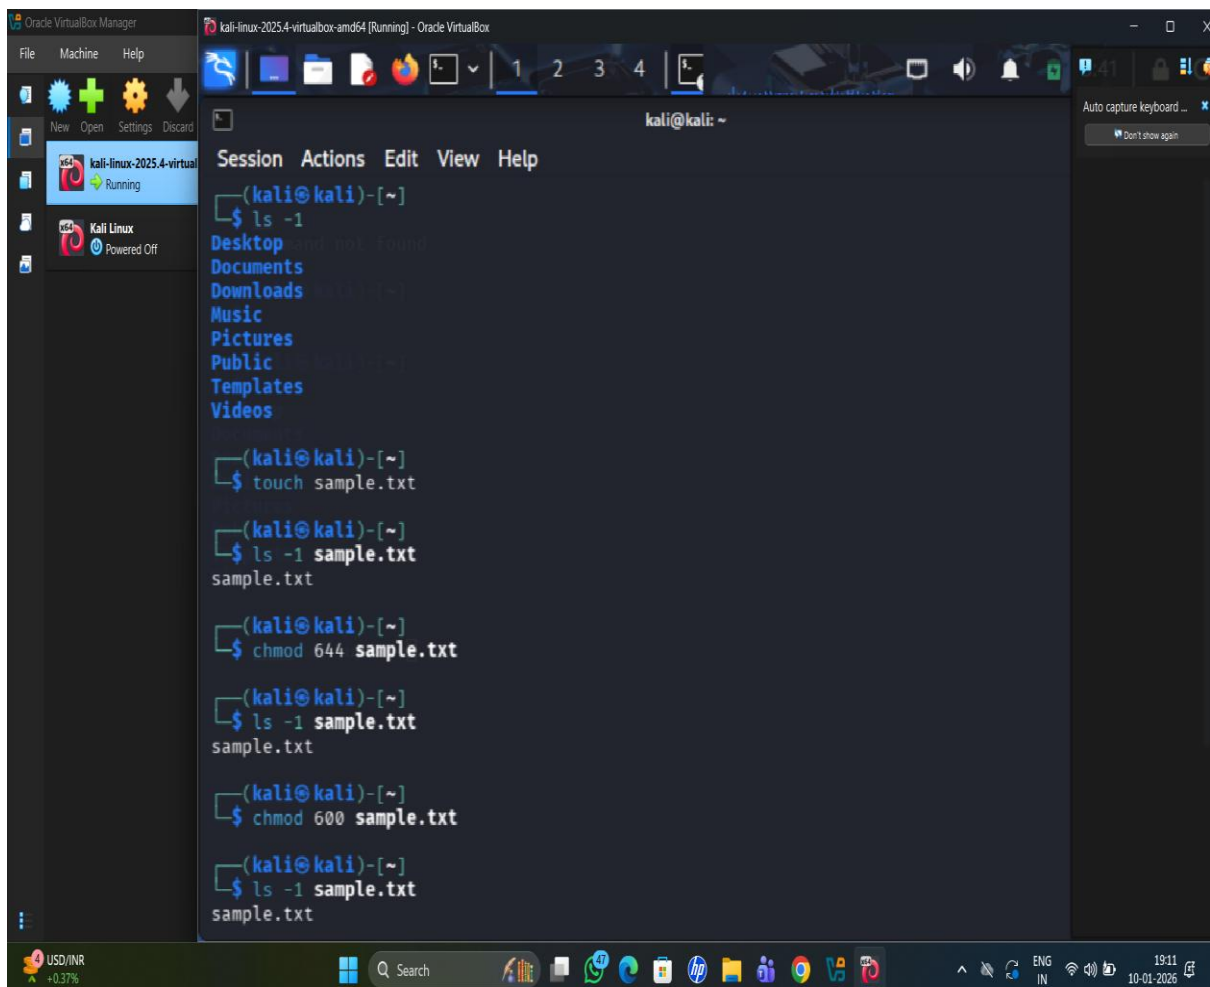 Oracle VirtualBox Manager
File Machine Help
New Open Settings Discard
kali-linux-2025.4-virtual
Running
Kali Linux
Powered Off
kali-linux-2025.4-virtualbox-amd64 [Running] - Oracle VirtualBox
1 2 3 4
Auto capture keyboard ...
Don't show again
kali@kali: ~
Session Actions Edit View Help
(kali㉿kali)-[~]
$ ls -1
Desktop
Documents
Downloads
Music
Pictures
Public
Templates
Videos
(kali㉿kali)-[~]
$ touch sample.txt
(kali㉿kali)-[~]
$ ls -1 sample.txt
sample.txt
(kali㉿kali)-[~]
$ chmod 644 sample.txt
(kali㉿kali)-[~]
$ ls -1 sample.txt
sample.txt
(kali㉿kali)-[~]
$ chmod 600 sample.txt
(kali㉿kali)-[~]
$ ls -1 sample.txt
sample.txt
4
USD/INR
+0.37%
Search
47
hp
ENG
IN
19:11
10-01-2026